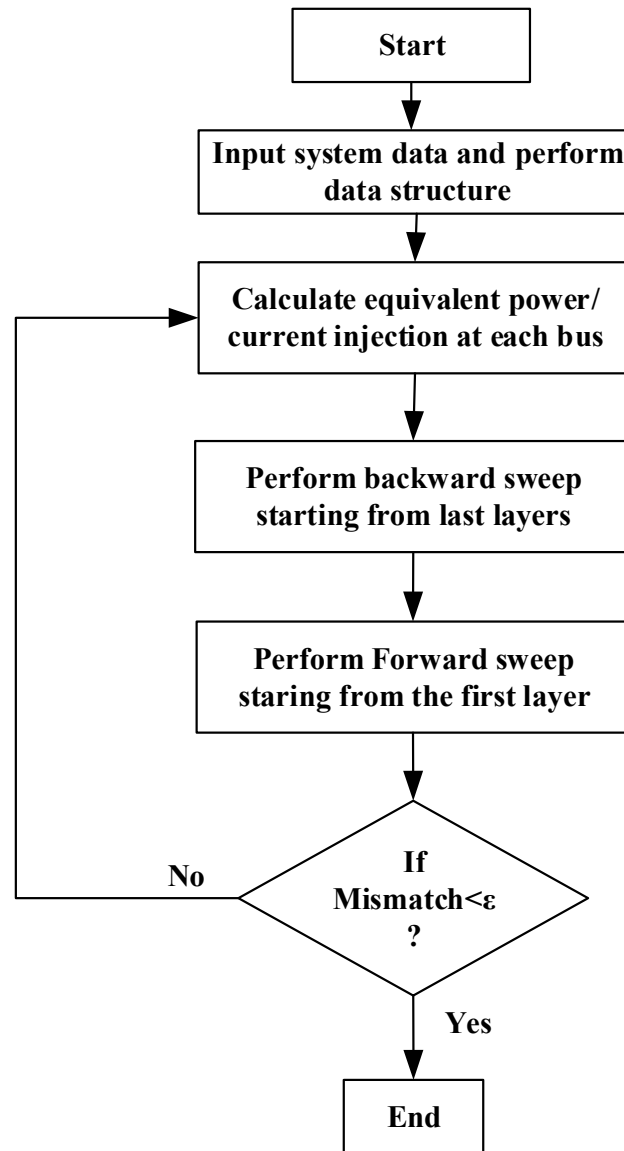 Start
Input system data and perform
data structure
Calculate equivalent power/
current injection at each bus
Perform backward sweep
starting from last layers
Perform Forward sweep
staring from the first layer
If
Mismatch<ε
?
No
Yes
End